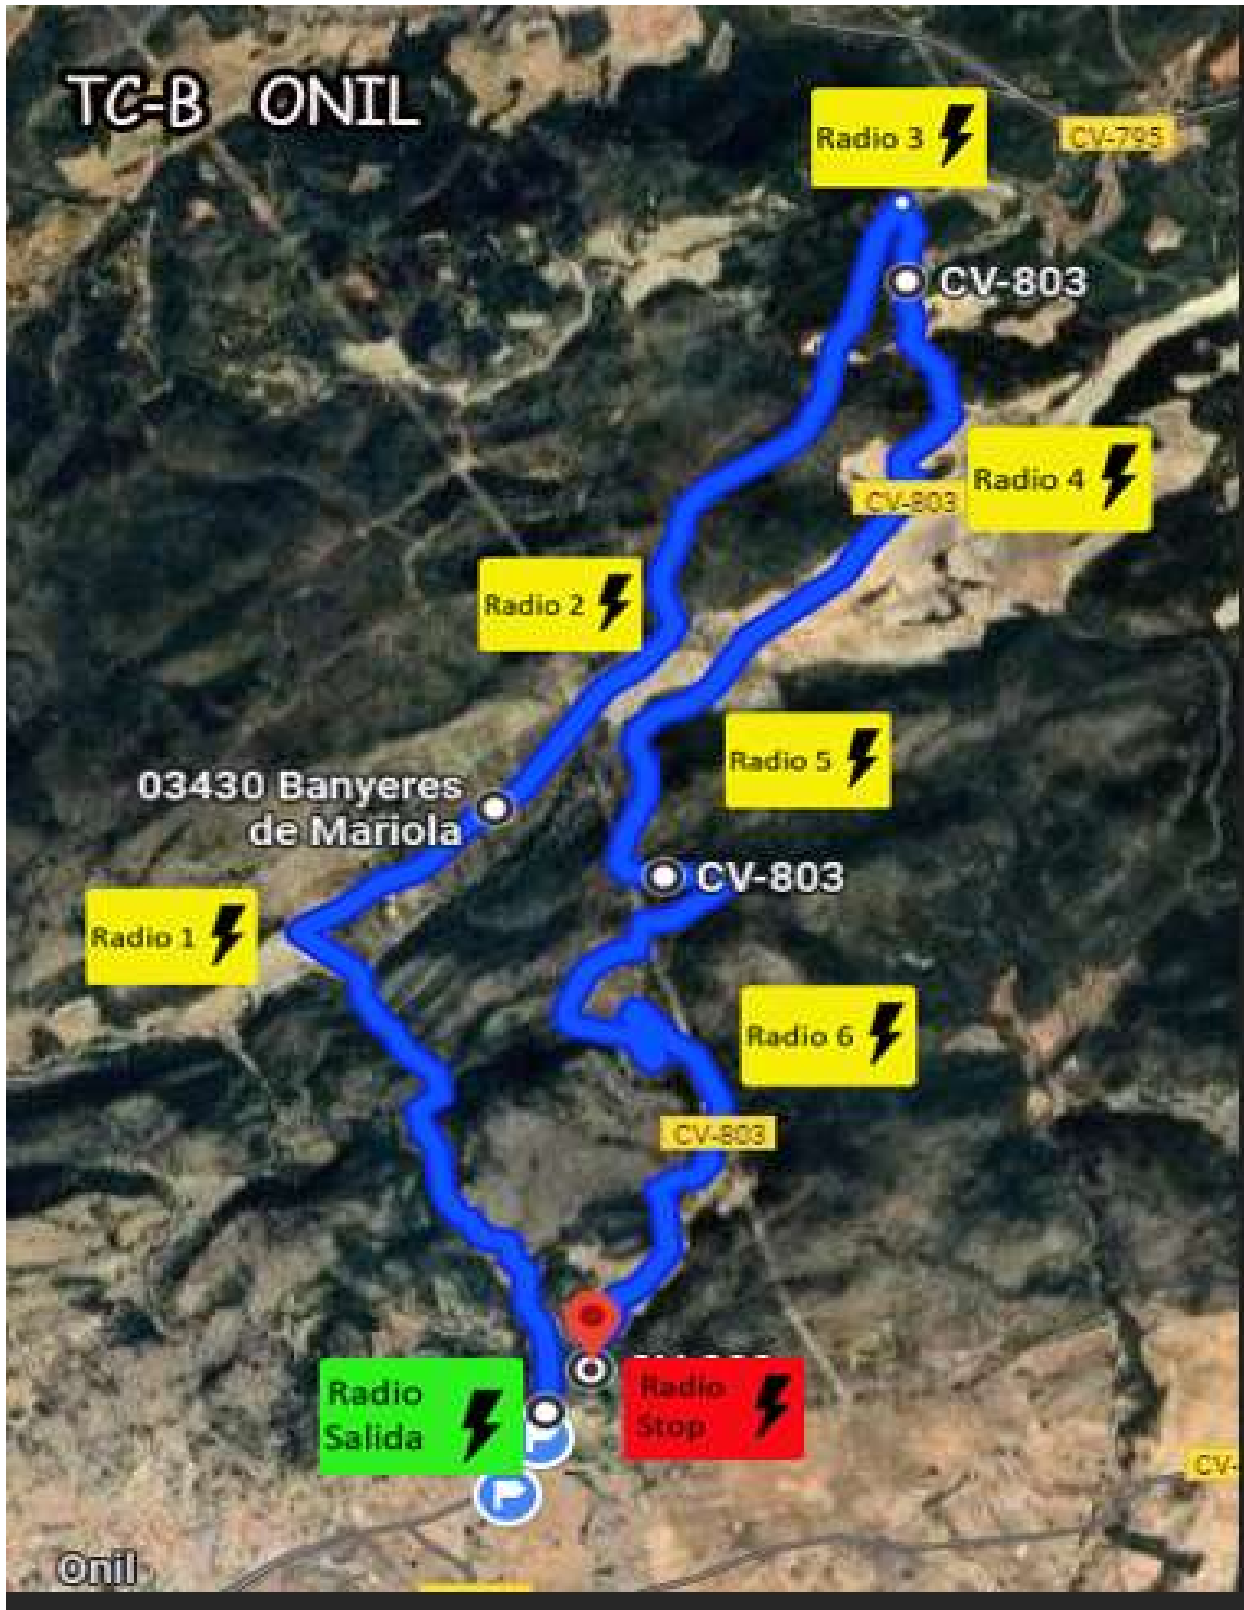 TC-B ONIL
Radio 3
CV-795
CV-803
Radio 4
CV-803
Radio 2
Radio 5
03430 Banyeres
de Mariola
CV-803
Radio 1
Radio 6
CV-803
Radio
Salida
Radio
Stop
CV-
Onil